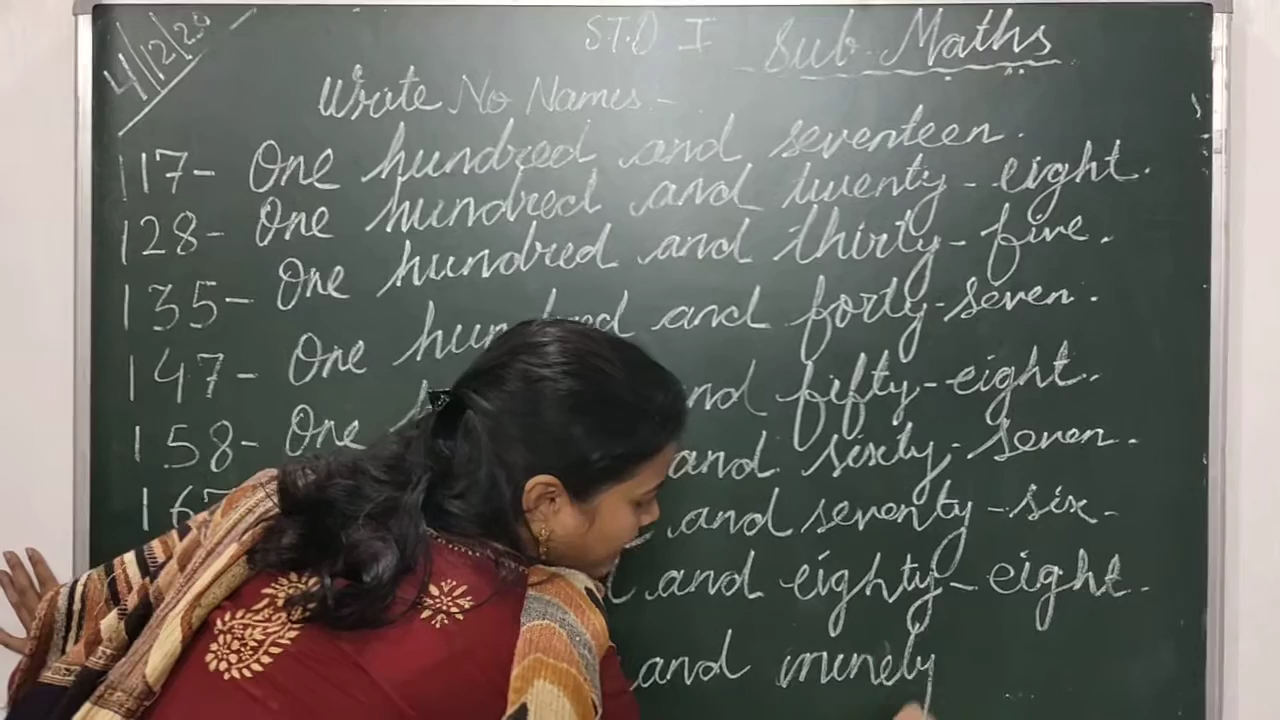 4/12/20
STD I Sub- Maths
Write No Names:-
117- One hundred and seventeen.
128- One hundred and twenty-eight.
135- One hundred and thirty-five.
147- One hundred and forty-seven.
158- One and fifty-eight.
167 and sixty-seven.
and seventy-six.
and eighty-eight.
and ninety